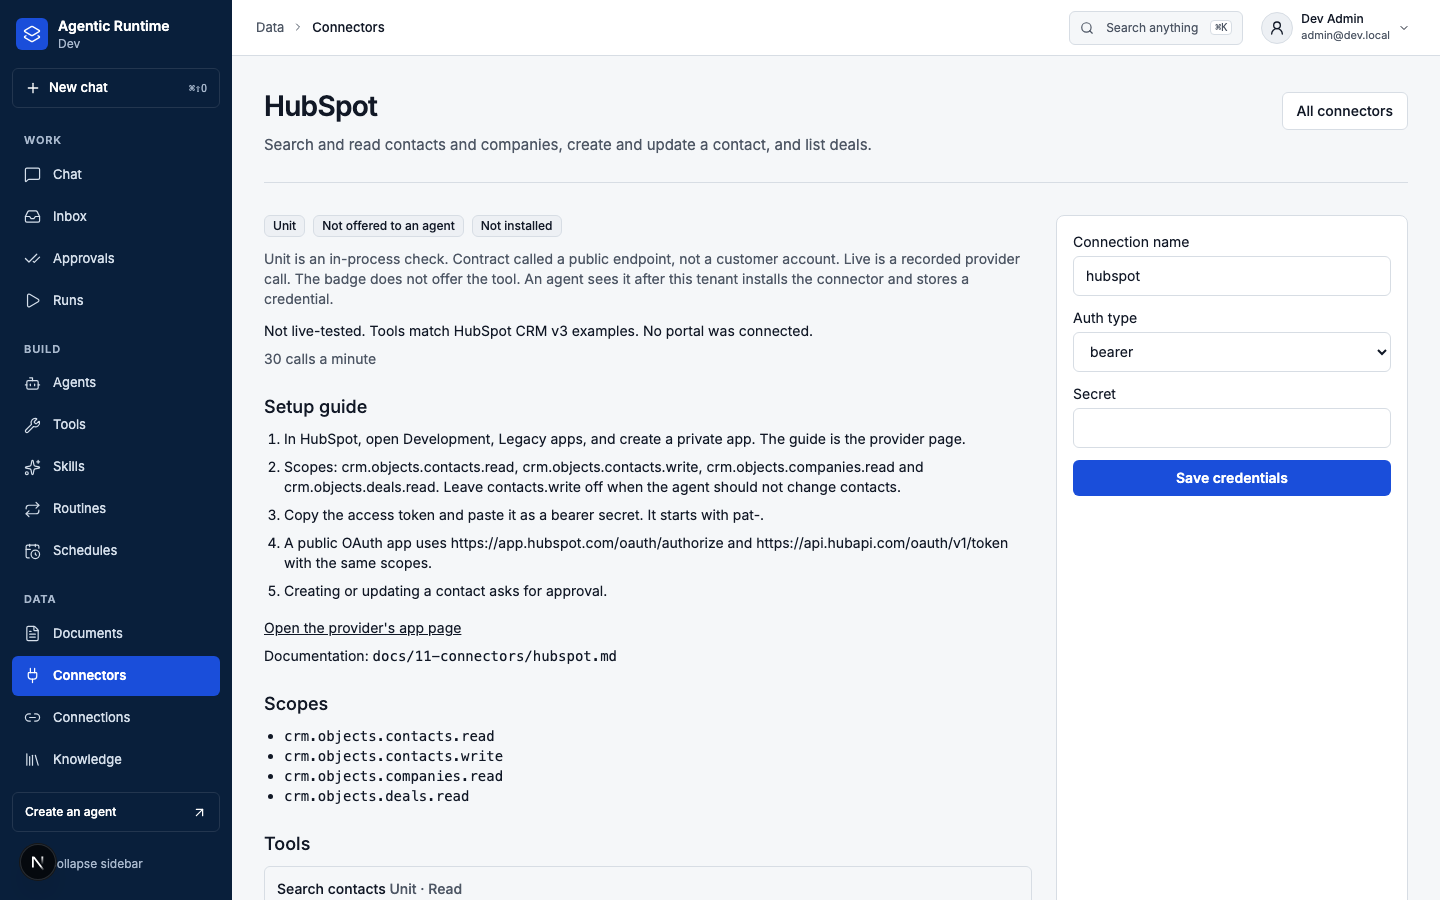 Agentic Runtime
Dev
New chat
⌘⇧O
WORK
Chat
Inbox
Approvals
Runs
BUILD
Agents
Tools
Skills
Routines
Schedules
DATA
Documents
Connectors
Connections
Knowledge
Create an agent
N
ollapse sidebar
Data
Connectors
Search anything
⌘K
Dev Admin
admin@dev.local
HubSpot
Search and read contacts and companies, create and update a contact, and list deals.
All connectors
Unit
Not offered to an agent
Not installed
Unit is an in-process check. Contract called a public endpoint, not a customer account. Live is a recorded provider
call. The badge does not offer the tool. An agent sees it after this tenant installs the connector and stores a
credential.
Not live-tested. Tools match HubSpot CRM v3 examples. No portal was connected.
30 calls a minute
Setup guide
1. In HubSpot, open Development, Legacy apps, and create a private app. The guide is the provider page.
2. Scopes: crm.objects.contacts.read, crm.objects.contacts.write, crm.objects.companies.read and
crm.objects.deals.read. Leave contacts.write off when the agent should not change contacts.
3. Copy the access token and paste it as a bearer secret. It starts with pat-.
4. A public OAuth app uses https://app.hubspot.com/oauth/authorize and https://api.hubapi.com/oauth/v1/token
with the same scopes.
5. Creating or updating a contact asks for approval.
Open the provider's app page
Documentation: docs/11-connectors/hubspot.md
Scopes
• crm.objects.contacts.read
• crm.objects.contacts.write
• crm.objects.companies.read
• crm.objects.deals.read
Tools
Search contacts Unit · Read
Connection name
hubspot
Auth type
bearer
Secret
Save credentials